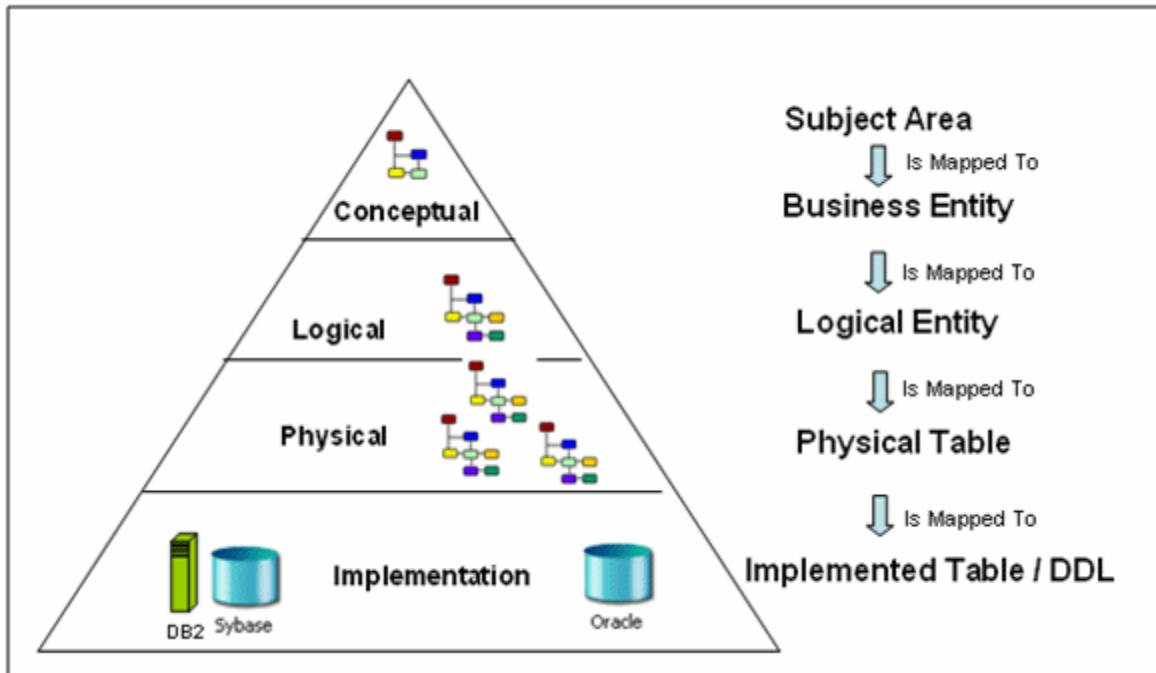 Subject Area
Is Mapped To
Conceptual
Business Entity
Is Mapped To
Logical
Logical Entity
Is Mapped To
Physical
Physical Table
Is Mapped To
Implementation
Implemented Table / DDL
DB2
Sybase
Oracle